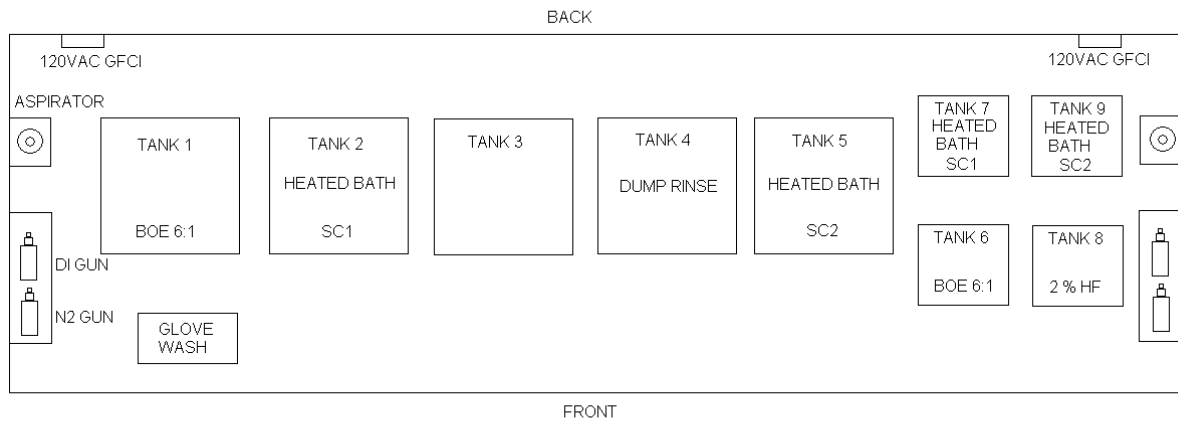 BACK
120VAC GFCI
120VAC GFCI
ASPIRATOR
TANK 1
BOE 6:1
TANK 2
HEATED BATH
SC1
TANK 3
TANK 4
DUMP RINSE
TANK 5
HEATED BATH
SC2
TANK 7
HEATED
BATH
SC1
TANK 9
HEATED
BATH
SC2
TANK 6
BOE 6:1
TANK 8
2 % HF
DI GUN
N2 GUN
GLOVE
WASH
FRONT